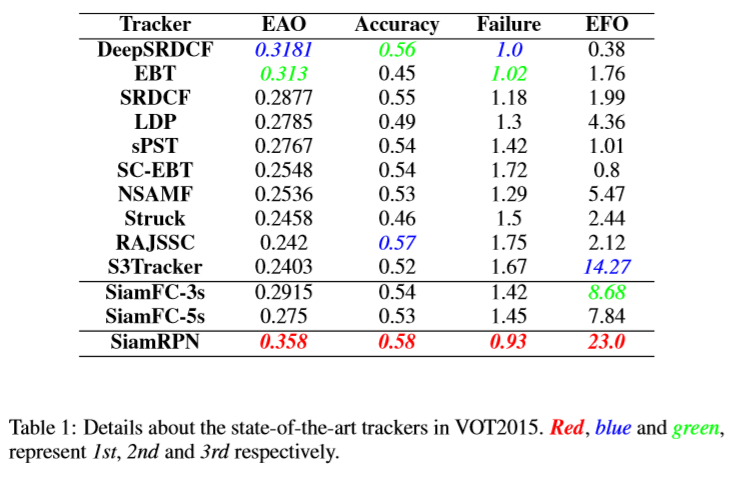 Tracker EAO Accuracy Failure EFO
DeepSRDCF 0.3181 0.56 1.0 0.38
EBT 0.313 0.45 1.02 1.76
SRDCF 0.2877 0.55 1.18 1.99
LDP 0.2785 0.49 1.3 4.36
sPST 0.2767 0.54 1.42 1.01
SC-EBT 0.2548 0.54 1.72 0.8
NSAMF 0.2536 0.53 1.29 5.47
Struck 0.2458 0.46 1.5 2.44
RAJSSC 0.242 0.57 1.75 2.12
S3Tracker 0.2403 0.52 1.67 14.27
SiamFC-3s 0.2915 0.54 1.42 8.68
SiamFC-5s 0.275 0.53 1.45 7.84
SiamRPN 0.358 0.58 0.93 23.0
Table 1: Details about the state-of-the-art trackers in VOT2015. Red, blue and green,
represent 1st, 2nd and 3rd respectively.